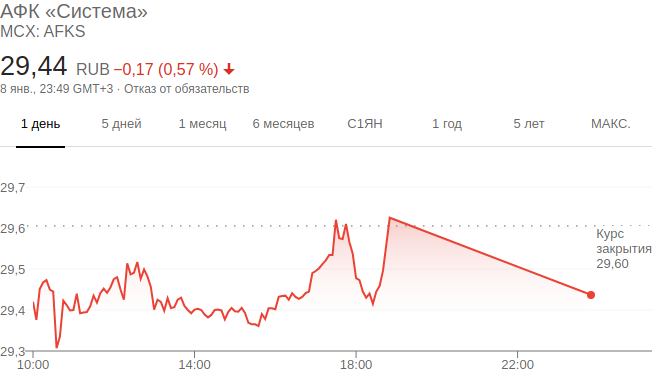 АФК «Система»
MCX: AFKS
29,44 RUB −0,17 (0,57 %)
8 янв., 23:49 GMT+3 · Отказ от обязательств
1 день 5 дней 1 месяц 6 месяцев С1ЯН 1 год 5 лет МАКС.
29,7
29,6
Курс
закрытия
29,60
29,5
29,4
29,3
10:00 14:00 18:00 22:00